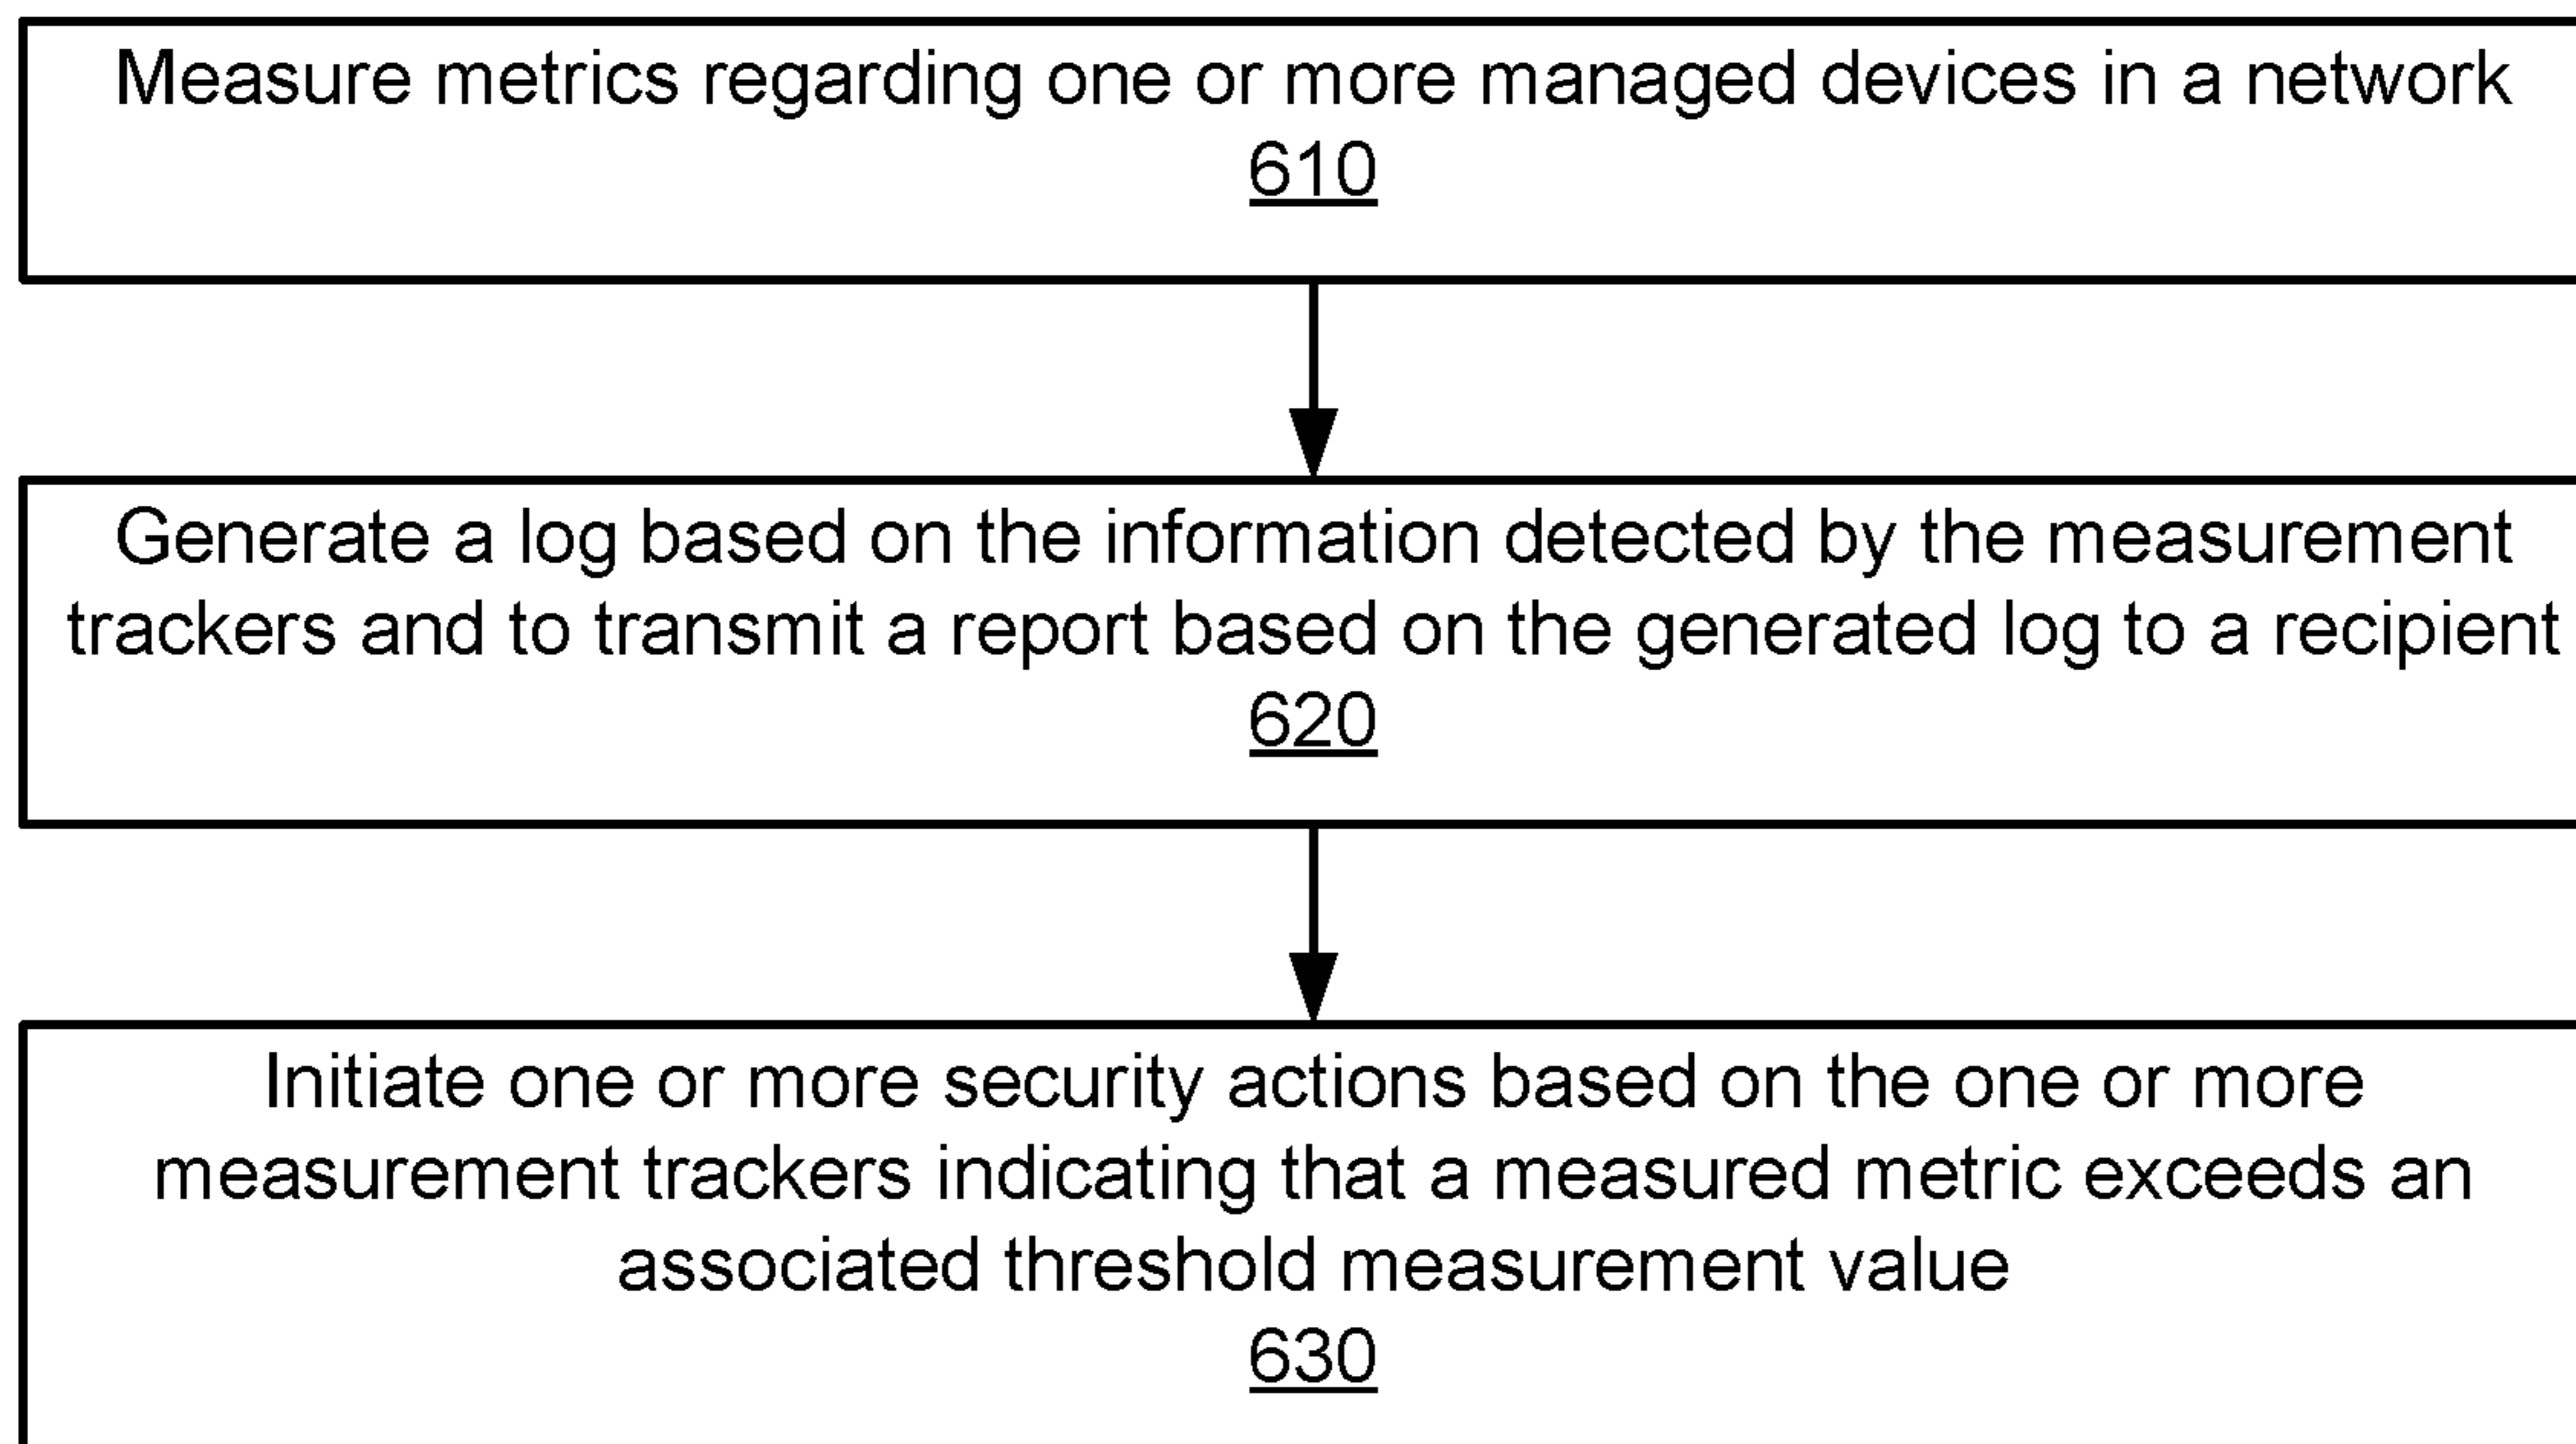 Measure metrics regarding one or more managed devices in a network
610
Generate a log based on the information detected by the measurement
trackers and to transmit a report based on the generated log to a recipient
620
Initiate one or more security actions based on the one or more
measurement trackers indicating that a measured metric exceeds an
associated threshold measurement value
630